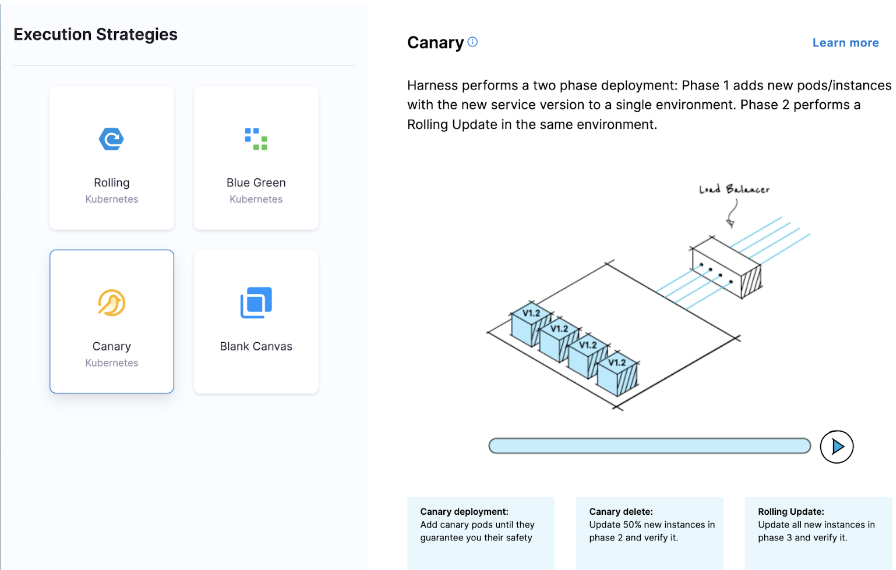 Execution Strategies
Rolling
Kubernetes
Blue Green
Kubernetes
Canary
Kubernetes
Blank Canvas
Canary
Learn more
Harness performs a two phase deployment: Phase 1 adds new pods/instances
with the new service version to a single environment. Phase 2 performs a
Rolling Update in the same environment.
Load Balancer
V1.2
V1.2
V1.2
V1.2
Canary deployment:
Add canary pods until they
guarantee you their safety
Canary delete:
Update 50% new instances in
phase 2 and verify it.
Rolling Update:
Update all new instances in
phase 3 and verify it.